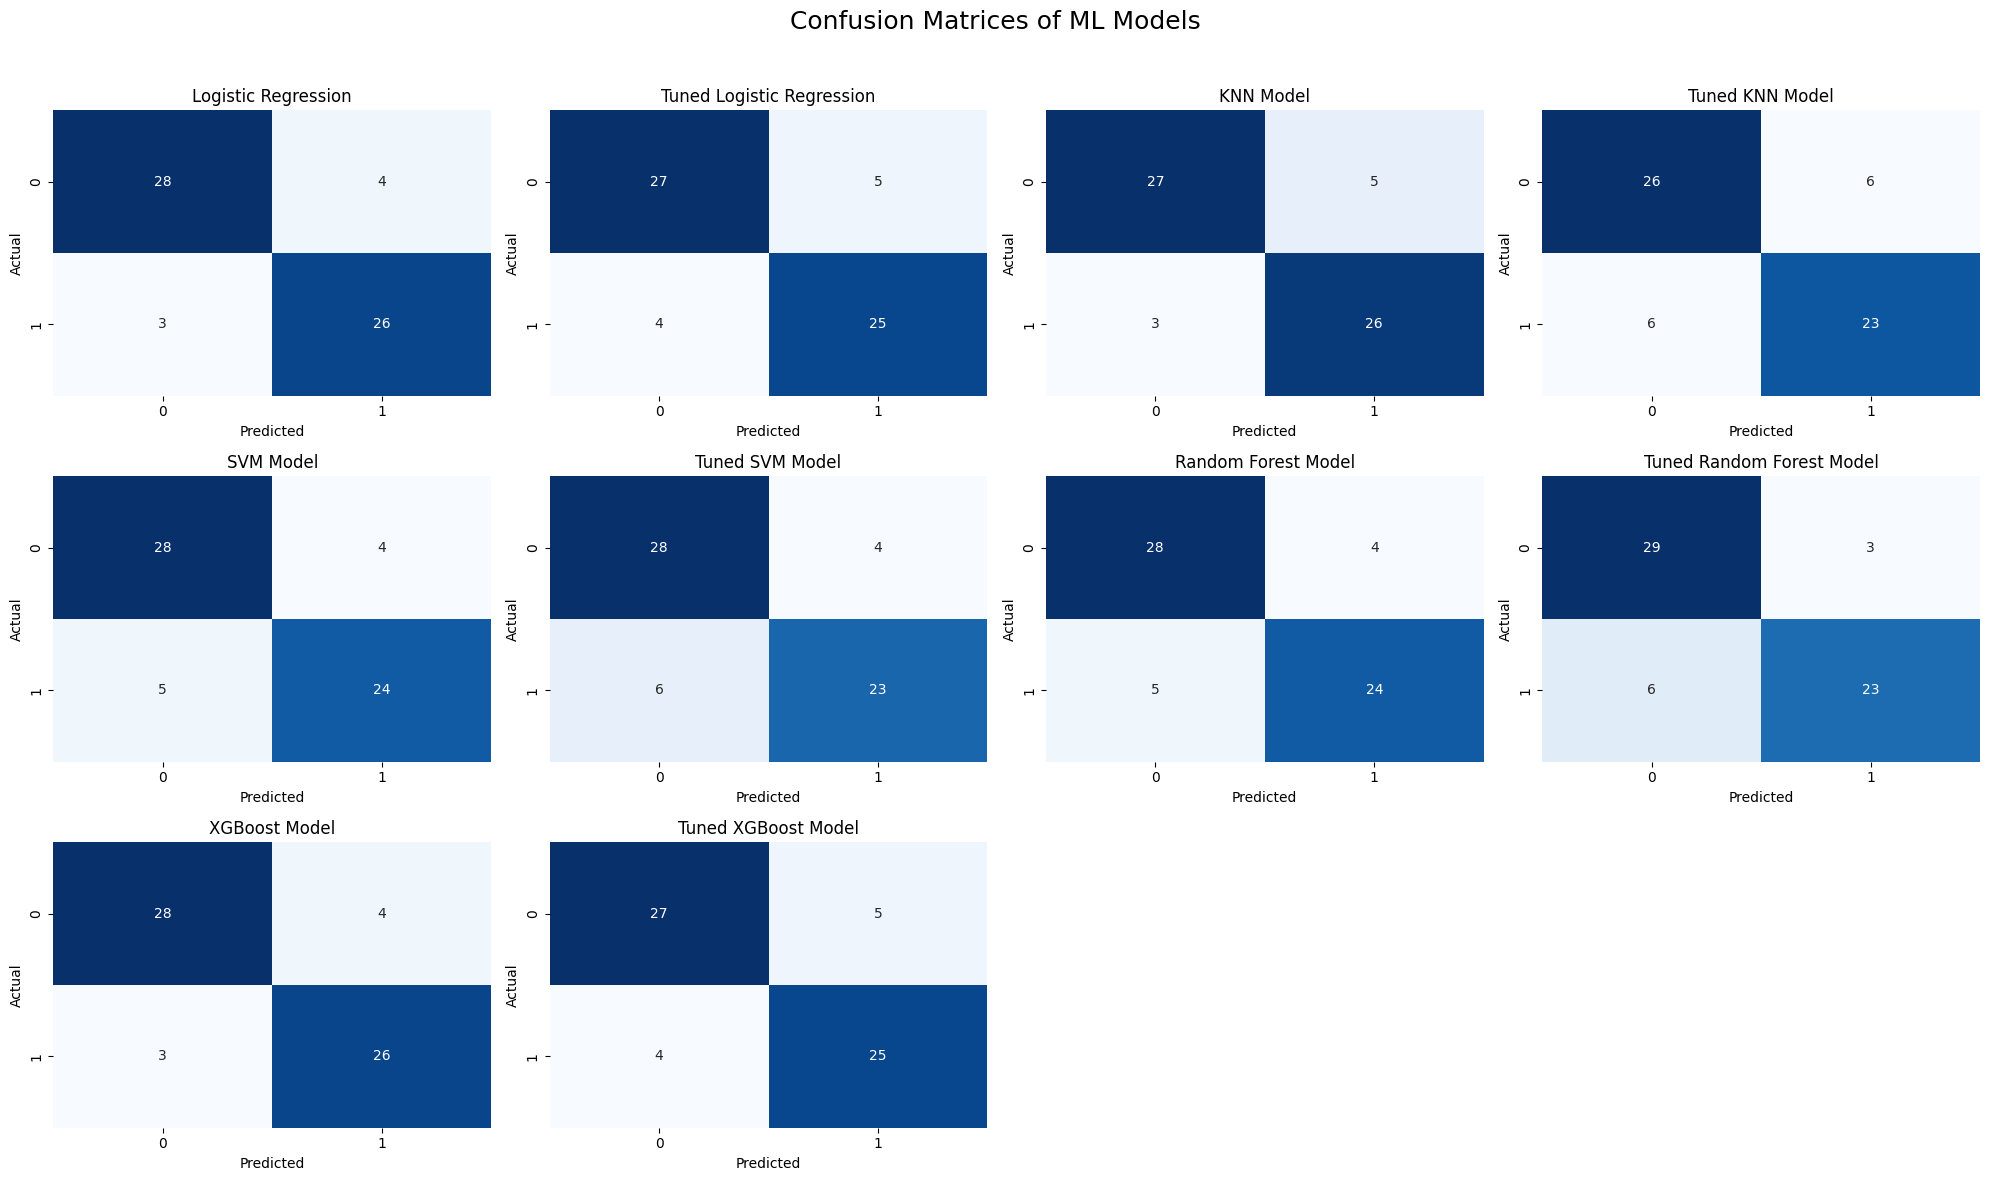 Confusion Matrices of ML Models
Logistic Regression
Actual
0
28
4
1
3
26
0
1
Predicted
Tuned Logistic Regression
Actual
0
27
5
1
4
25
0
1
Predicted
KNN Model
Actual
0
27
5
1
3
26
0
1
Predicted
Tuned KNN Model
Actual
0
26
6
1
6
23
0
1
Predicted
SVM Model
Actual
0
28
4
1
5
24
0
1
Predicted
Tuned SVM Model
Actual
0
28
4
1
6
23
0
1
Predicted
Random Forest Model
Actual
0
28
4
1
5
24
0
1
Predicted
Tuned Random Forest Model
Actual
0
29
3
1
6
23
0
1
Predicted
XGBoost Model
Actual
0
28
4
1
3
26
0
1
Predicted
Tuned XGBoost Model
Actual
0
27
5
1
4
25
0
1
Predicted